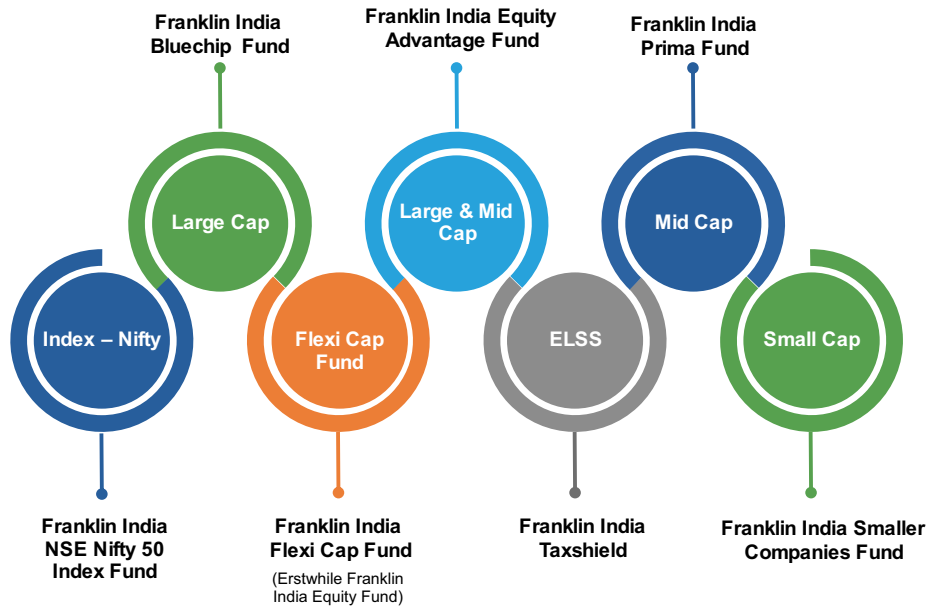 Franklin India
Bluechip Fund
Franklin India Equity
Advantage Fund
Franklin India
Prima Fund
Large Cap
Large & Mid
Cap
Mid Cap
Index – Nifty
Flexi Cap
Fund
ELSS
Small Cap
Franklin India
NSE Nifty 50
Index Fund
Franklin India
Flexi Cap Fund
(Erstwhile Franklin
India Equity Fund)
Franklin India
Taxshield
Franklin India Smaller
Companies Fund